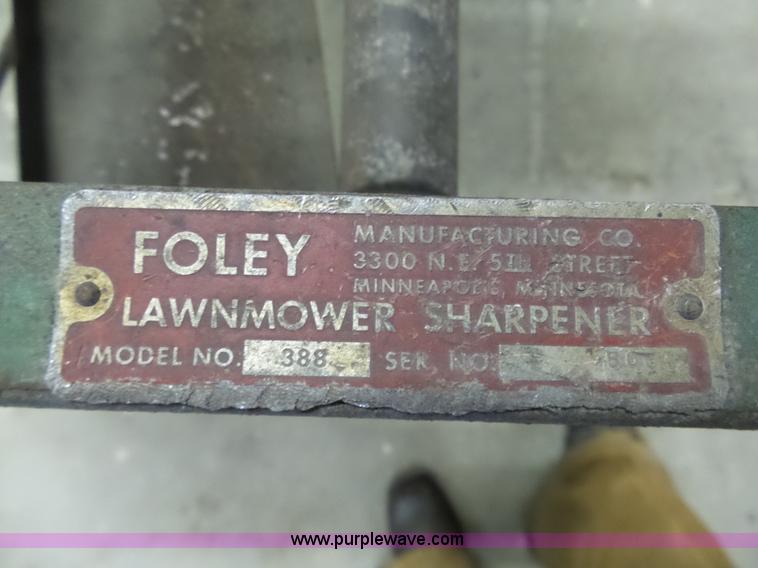 FOLEY MANUFACTURING CO.
3300 N.E. 5TH STREET
MINNEAPOLIS, MINNESOTA
LAWNMOWER SHARPENER
MODEL NO. 388 SER. NO.
www.purplewave.com